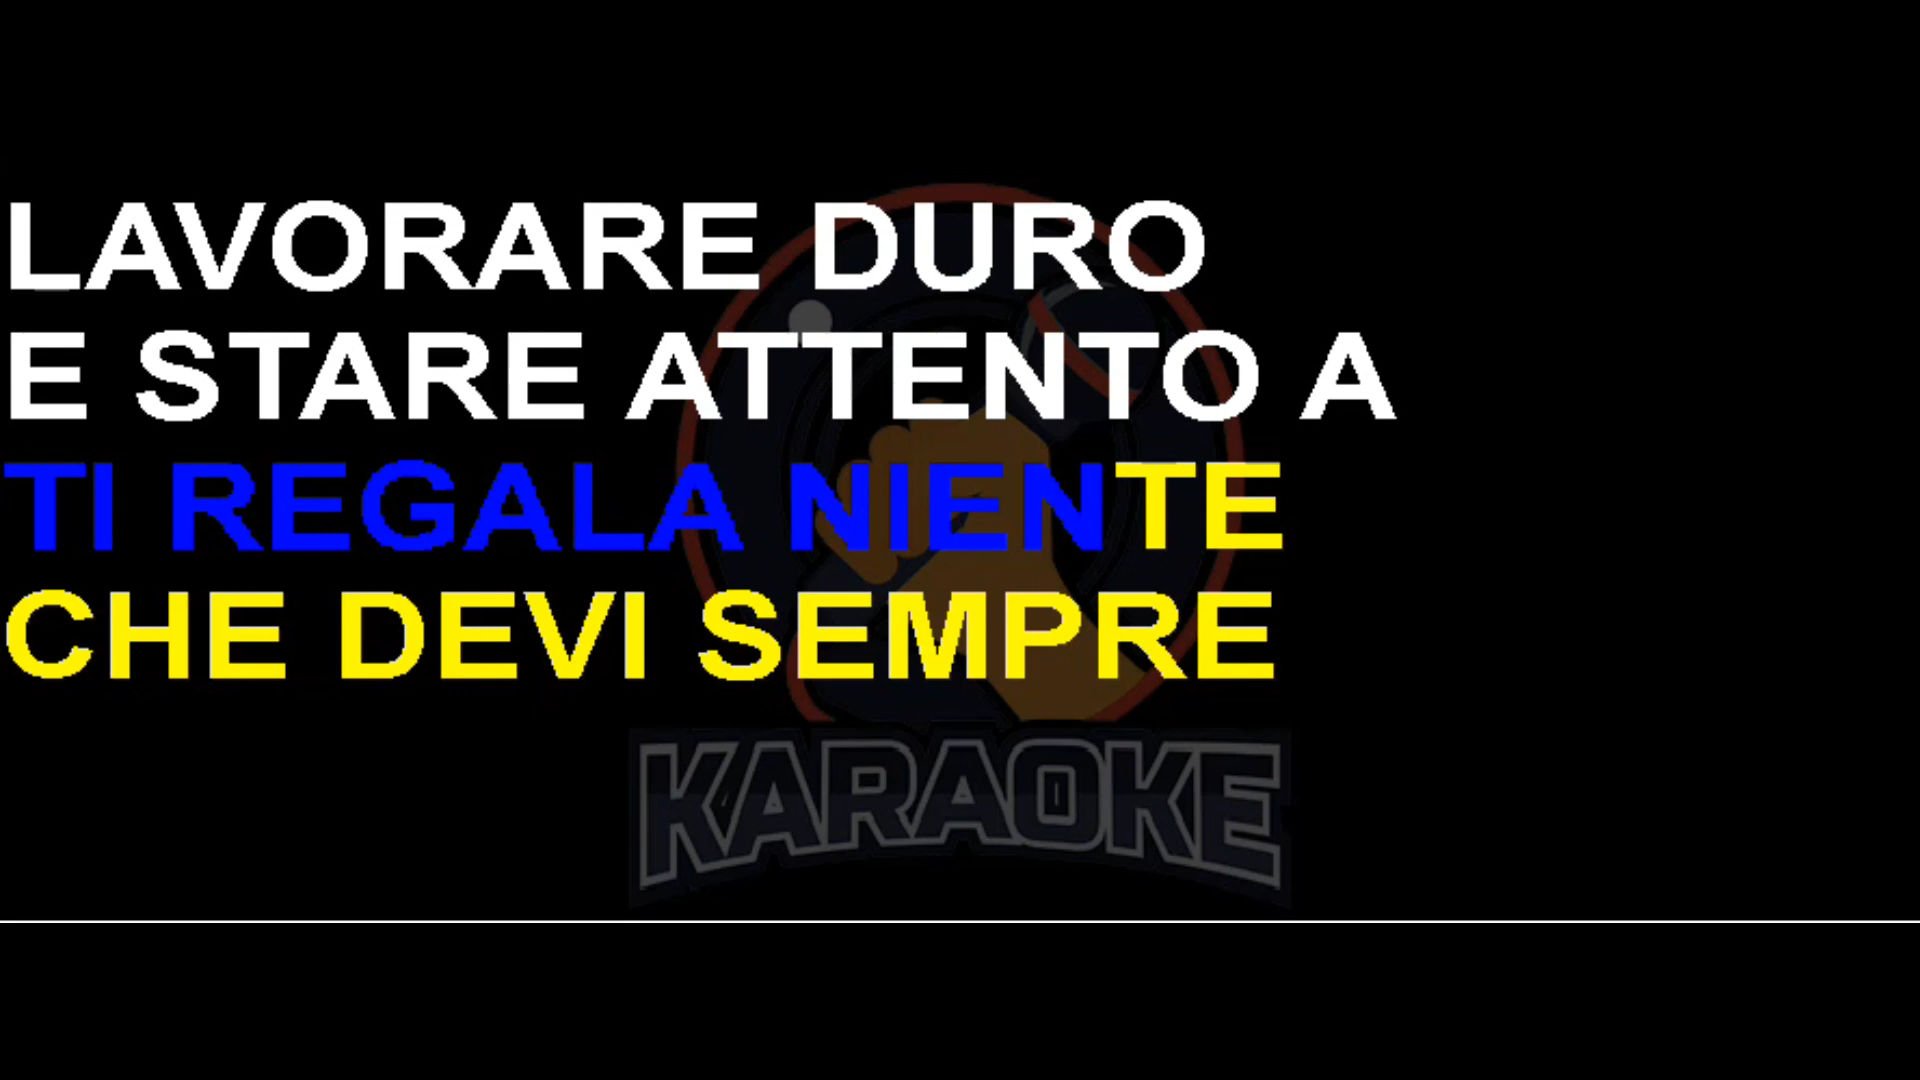 LAVORARE DURO
E STARE ATTENTO A
TI REGALA NIENTE
CHE DEVI SEMPRE
KARAOKE